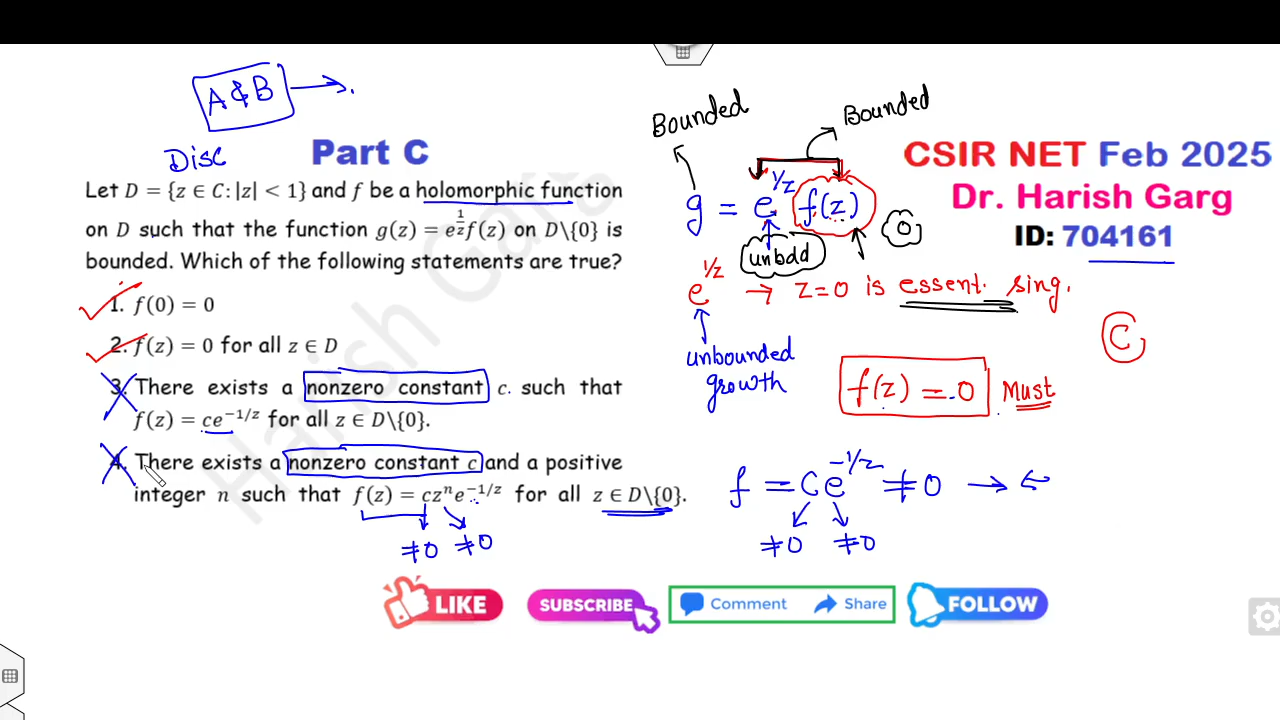 A & B →.
Disc
Part C
Let D = {z ∈ C: |z| < 1} and f be a holomorphic function
on D such that the function g(z) = e^{1/z} f(z) on D\{0} is
bounded. Which of the following statements are true?
1. f(0) = 0
2. f(z) = 0 for all z ∈ D
3. There exists a nonzero constant c. such that
f(z) = ce^{-1/z} for all z ∈ D\{0}.
4. There exists a nonzero constant c and a positive
integer n such that f(z) = cz^n e^{-1/z} for all z ∈ D\{0}.
≠0 ≠0
Bounded
Bounded
g = e^{1/z} f(z)
0
unbdd
e^{1/z} → z=0 is essent. sing.
unbounded
growth
f(z) = 0 Must
C
f = ce^{-1/z} ≠ 0 → ←
≠0 ≠0
CSIR NET Feb 2025
Dr. Harish Garg
ID: 704161
Harish Garg
LIKE
SUBSCRIBE
Comment
Share
FOLLOW